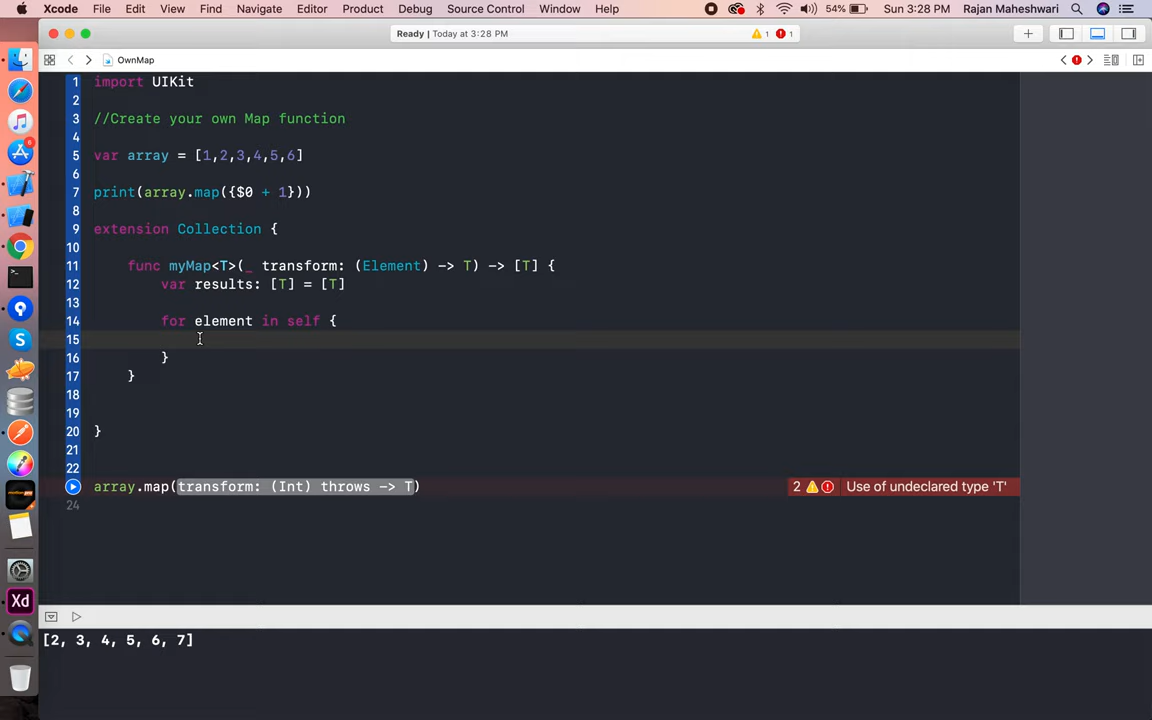 Xcode File Edit View Find Navigate Editor Product Debug Source Control Window Help 54% Sun 3:28 PM Rajan Maheshwari
Ready | Today at 3:28 PM 1 1
OwnMap
1 import UIKit
2
3 //Create your own Map function
4
5 var array = [1,2,3,4,5,6]
6
7 print(array.map({$0 + 1}))
8
9 extension Collection {
10
11 func myMap<T>(_ transform: (Element) -> T) -> [T] {
12 var results: [T] = [T]
13
14 for element in self {
15
16 }
17 }
18
19
20 }
21
22
array.map(transform: (Int) throws -> T) 2 Use of undeclared type 'T'
24
[2, 3, 4, 5, 6, 7]